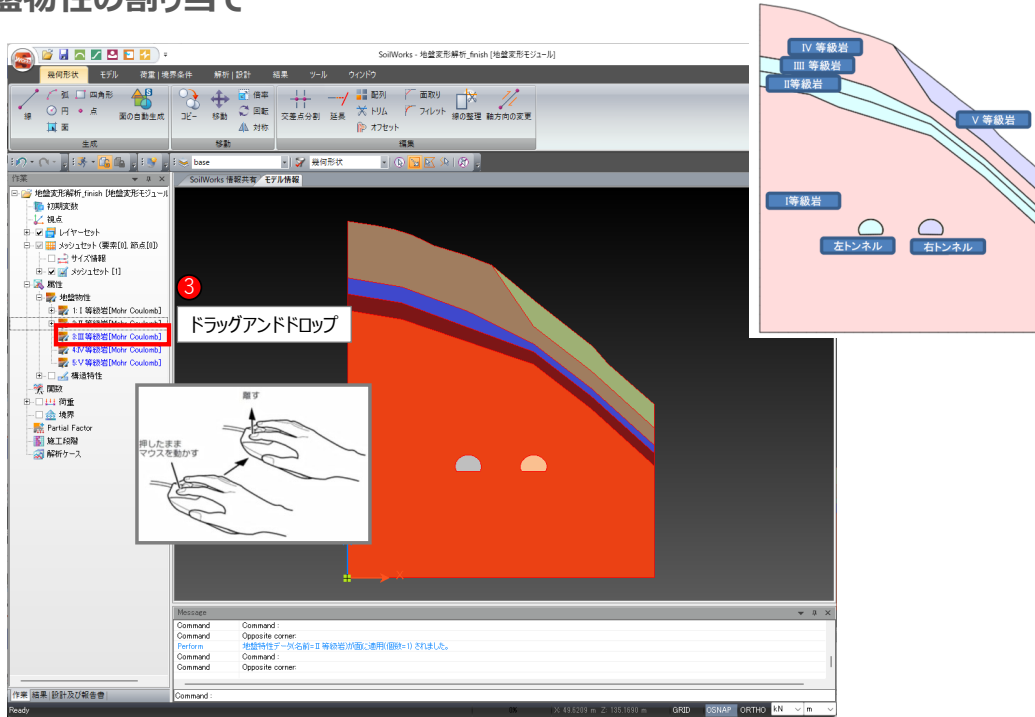 盤物性の割り当て
SoilWorks - 地盤変形解析_finish [地盤変形モジュール]
幾何形状 モデル 荷重|境界条件 解析|設計 結果 ツール ウィンドウ
線
弧 四角形
円 点
面
面の自動生成
生成
コピー 移動
倍率
回転
対称
移動
交差点分割 延長
配列 面取り
トリム フィレット
オフセット
線の整理 軸方向の変更
編集
base 幾何形状
作業
SoilWorks 情報共有 モデル情報
地盤変形解析_finish [地盤変形モジュール
初期変数
視点
レイヤーセット
メッシュセット (要素[0], 節点[0])
サイズ情報
メッシュセット [1]
属性
地盤物性
1: I 等級岩[Mohr Coulomb]
2: II 等級岩[Mohr Coulomb]
3:III 等級岩[Mohr Coulomb]
4:IV 等級岩[Mohr Coulomb]
5:V 等級岩[Mohr Coulomb]
構造特性
関数
荷重
境界
Partial Factor
施工段階
解析ケース
3
ドラッグアンドドロップ
離す
押したまま
マウスを動かす
X
IV 等級岩
IIII 等級岩
II等級岩
V 等級岩
I等級岩
左トンネル
右トンネル
Message
Command Command :
Command Opposite corner:
Perform 地盤特性データ(名前=II 等級岩)が面に適用(個数=1) されました。
Command Command :
Command Opposite corner:
作業 結果 設計及び報告書
Command :
Ready
X: 49.6209 m Z: 135.1690 m
GRID OSNAP ORTHO kN m